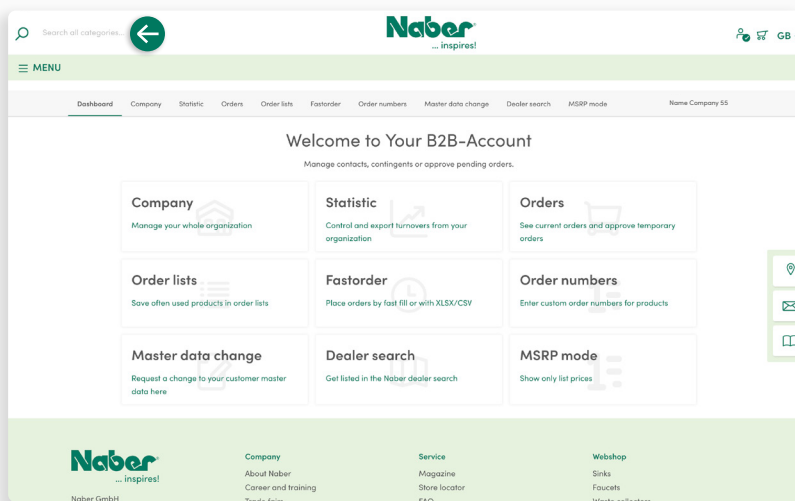 Search all categories...
Naber
... inspires!
GB
MENU
Dashboard Company Statistic Orders Order lists Fastorder Order numbers Master data change Dealer search MSRP mode Name Company 55
Welcome to Your B2B-Account
Manage contacts, contingents or approve pending orders.
Company
Manage your whole organization
Statistic
Control and export turnovers from your
organization
Orders
See current orders and approve temporary
orders
Order lists
Save often used products in order lists
Fastorder
Place orders by fast fill or with XLSX/CSV
Order numbers
Enter custom order numbers for products
Master data change
Request a change to your customer master
data here
Dealer search
Get listed in the Naber dealer search
MSRP mode
Show only list prices
Naber
... inspires!
Naber GmbH
Company
About Naber
Career and training
Trade fairs
Service
Magazine
Store locator
FAQ
Webshop
Sinks
Faucets
Waste collectors